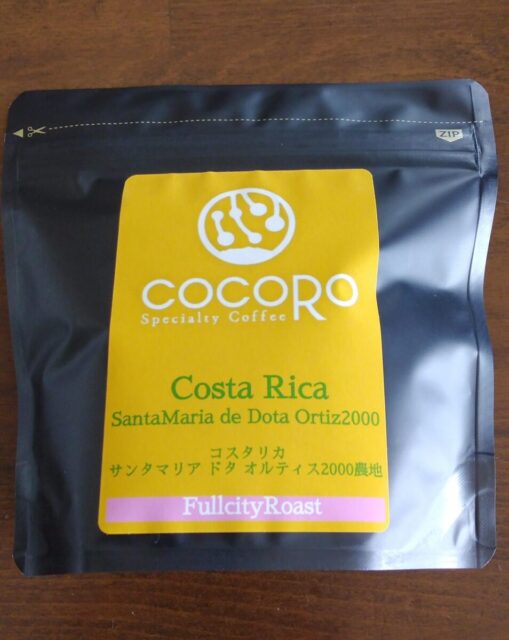 ZIP
COCORO
Specialty Coffee
Costa Rica
SantaMaria de Dota Ortiz2000
コスタリカ
サンタマリア ドタ オルティス2000農地
FullcityRoast